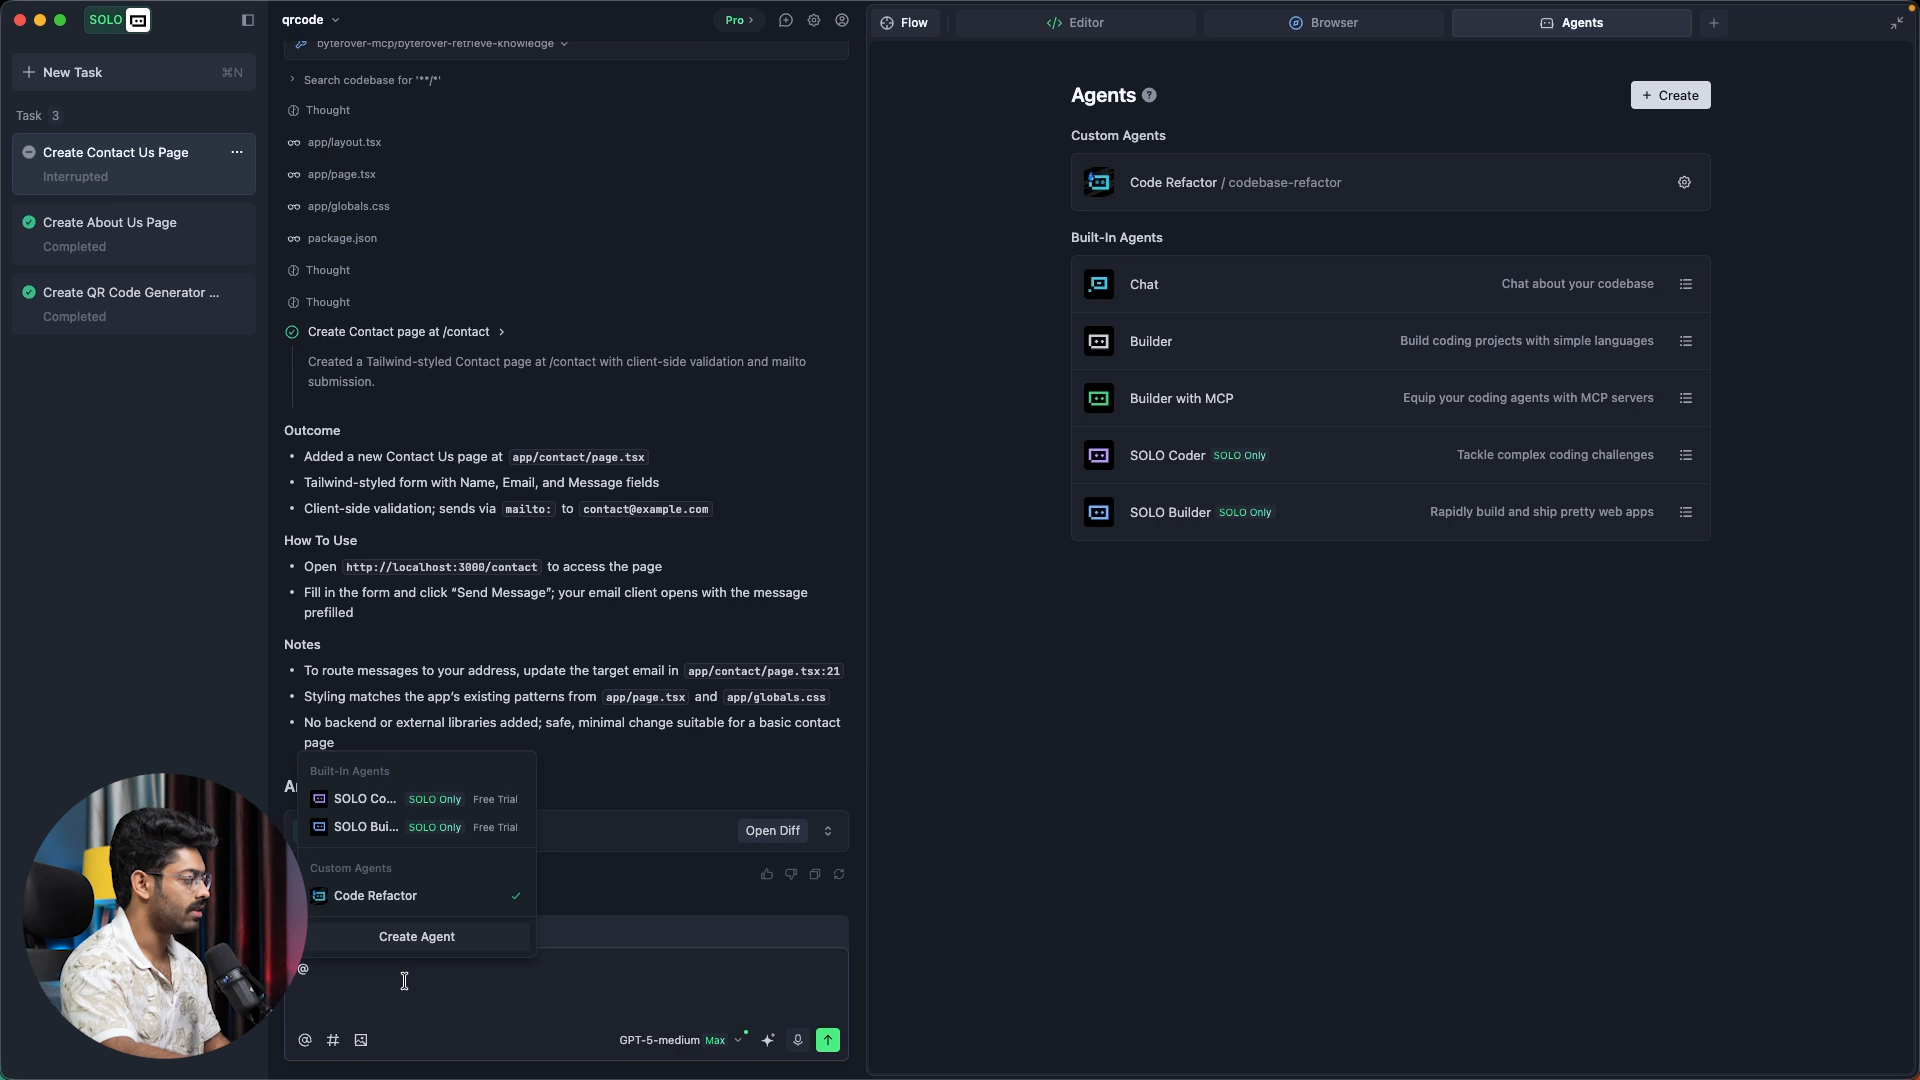 SOLO
New Task
⌘N
Task 3
Create Contact Us Page
Interrupted
Create About Us Page
Completed
Create QR Code Generator ...
Completed
qrcode
Pro
byterover-mcp/byterover-retrieve-knowledge
Search codebase for '**/*'
Thought
app/layout.tsx
app/page.tsx
app/globals.css
package.json
Thought
Thought
Create Contact page at /contact
Created a Tailwind-styled Contact page at /contact with client-side validation and mailto
submission.
Outcome
• Added a new Contact Us page at app/contact/page.tsx
• Tailwind-styled form with Name, Email, and Message fields
• Client-side validation; sends via mailto: to contact@example.com
How To Use
• Open http://localhost:3000/contact to access the page
• Fill in the form and click “Send Message”; your email client opens with the message
prefilled
Notes
• To route messages to your address, update the target email in app/contact/page.tsx:21
• Styling matches the app's existing patterns from app/page.tsx and app/globals.css
• No backend or external libraries added; safe, minimal change suitable for a basic contact
page
Built-In Agents
SOLO Co... SOLO Only Free Trial
SOLO Bui... SOLO Only Free Trial
Custom Agents
Code Refactor
Create Agent
Open Diff
@
GPT-5-medium Max
Flow
Editor
Browser
Agents
Agents
+ Create
Custom Agents
Code Refactor / codebase-refactor
Built-In Agents
Chat
Chat about your codebase
Builder
Build coding projects with simple languages
Builder with MCP
Equip your coding agents with MCP servers
SOLO Coder SOLO Only
Tackle complex coding challenges
SOLO Builder SOLO Only
Rapidly build and ship pretty web apps